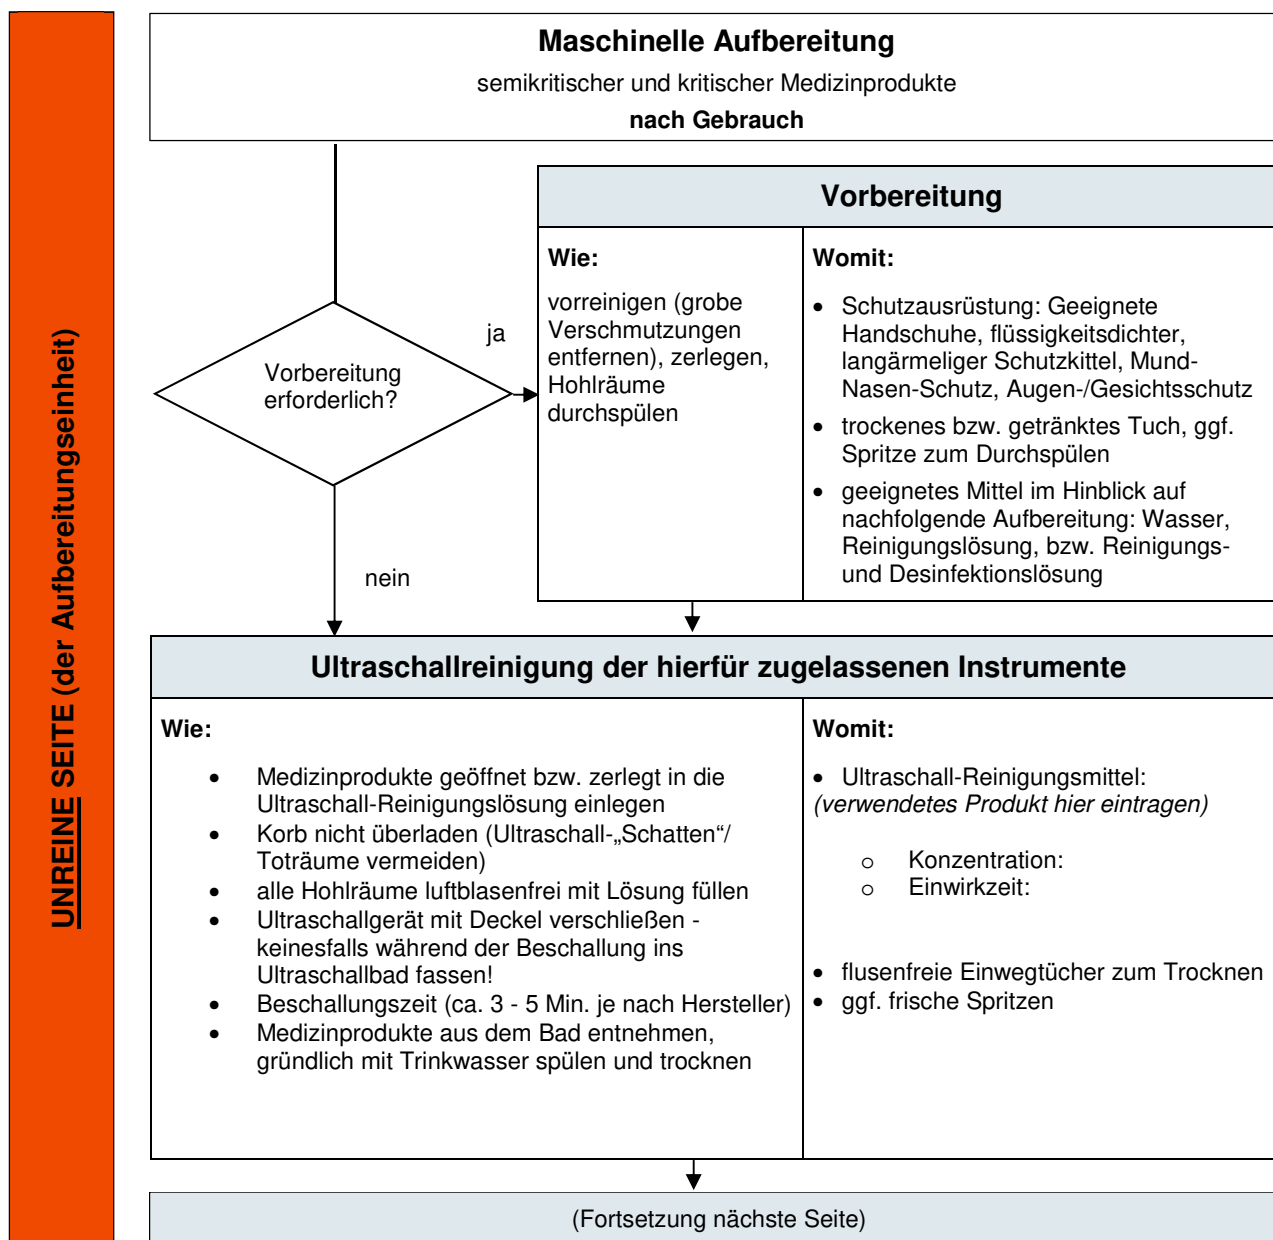 UNREINE SEITE (der Aufbereitungseinheit)
Maschinelle Aufbereitung
semikritischer und kritischer Medizinprodukte
nach Gebrauch
Vorbereitung
erforderlich?
ja
nein
Vorbereitung
Wie:
vorreinigen (grobe
Verschmutzungen
entfernen), zerlegen,
Hohlräume
durchspülen
Womit:
• Schutzausrüstung: Geeignete
Handschuhe, flüssigkeitsdichter,
langärmeliger Schutzkittel, Mund-
Nasen-Schutz, Augen-/Gesichtsschutz
• trockenes bzw. getränktes Tuch, ggf.
Spritze zum Durchspülen
• geeignetes Mittel im Hinblick auf
nachfolgende Aufbereitung: Wasser,
Reinigungslösung, bzw. Reinigungs-
und Desinfektionslösung
Ultraschallreinigung der hierfür zugelassenen Instrumente
Wie:
• Medizinprodukte geöffnet bzw. zerlegt in die
Ultraschall-Reinigungslösung einlegen
• Korb nicht überladen (Ultraschall-„Schatten“/
Toträume vermeiden)
• alle Hohlräume luftblasenfrei mit Lösung füllen
• Ultraschallgerät mit Deckel verschließen -
keinesfalls während der Beschallung ins
Ultraschallbad fassen!
• Beschallungszeit (ca. 3 - 5 Min. je nach Hersteller)
• Medizinprodukte aus dem Bad entnehmen,
gründlich mit Trinkwasser spülen und trocknen
Womit:
• Ultraschall-Reinigungsmittel:
(verwendetes Produkt hier eintragen)
o Konzentration:
o Einwirkzeit:
• flusenfreie Einwegtücher zum Trocknen
• ggf. frische Spritzen
(Fortsetzung nächste Seite)